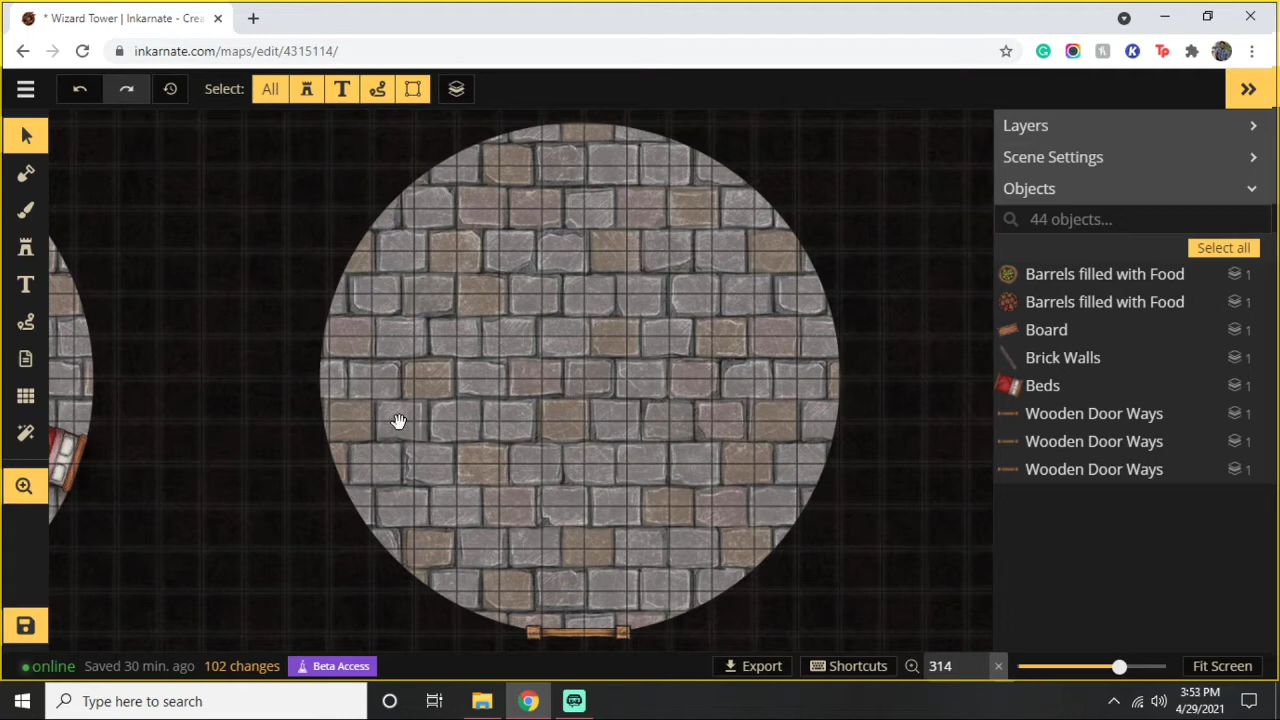 * Wizard Tower | Inkarnate - Crea
inkarnate.com/maps/edit/4315114/
Select:
All
T
Layers
Scene Settings
Objects
44 objects...
Select all
Barrels filled with Food 1
Barrels filled with Food 1
Board 1
Brick Walls 1
Beds 1
Wooden Door Ways 1
Wooden Door Ways 1
Wooden Door Ways 1
T
online Saved 30 min. ago 102 changes Beta Access Export Shortcuts 314 × Fit Screen
Type here to search
3:53 PM
4/29/2021